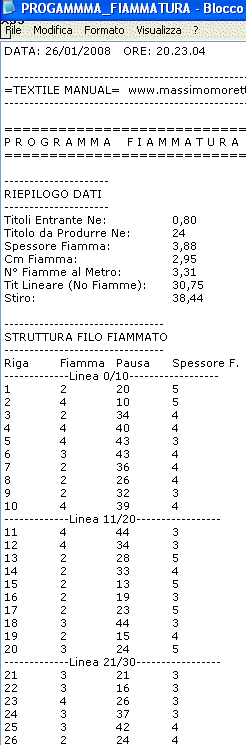 PROGAMMMA_FIAMMATURA - Blocco
File Modifica Formato Visualizza ?
DATA: 26/01/2008 ORE: 20.23.04
----------------------------------------
=TEXTILE MANUAL= www.massimomorett
----------------------------------------
========================================
P R O G R A M M A F I A M M A T U R A
========================================
--------------------
RIEPILOGO DATI
--------------------
Titoli Entrante Ne: 0,80
Titolo da Produrre Ne: 24
Spessore Fiamma: 3,88
Cm Fiamma: 2,95
N° Fiamme al Metro: 3,31
Tit Lineare (No Fiamme): 30,75
Stiro: 38,44
------------------------------
STRUTTURA FILO FIAMMATO
------------------------------
Riga Fiamma Pausa Spessore F.
-------------Linea 0/10------------------
1 2 20 5
2 4 10 5
3 2 34 4
4 4 40 4
5 4 43 3
6 3 43 4
7 2 36 4
8 2 26 4
9 2 32 3
10 4 39 4
-------------Linea 11/20-----------------
11 4 44 3
12 4 34 3
13 2 28 5
14 2 33 4
15 2 13 5
16 2 19 3
17 2 23 5
18 3 44 3
19 2 15 4
20 3 24 5
-------------Linea 21/30-----------------
21 3 21 3
22 3 16 3
23 4 26 3
24 3 37 3
25 3 42 4
26 2 24 4